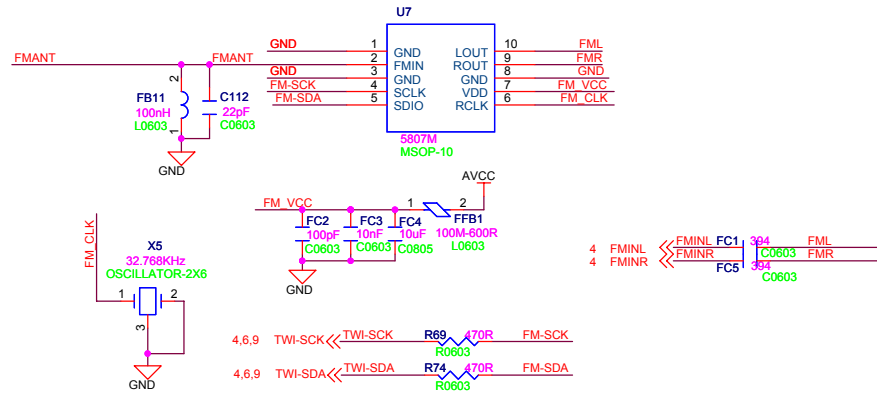 U7
FMANT
FMANT
GND
GND
FM-SCK
FM-SDA
1
2
3
4
5
GND
FMIN
GND
SCLK
SDIO
LOUT
ROUT
GND
VDD
RCLK
10
9
8
7
6
FML
FMR
GND
FM_VCC
FM_CLK
5807M
MSOP-10
2
1
FB11
100nH
L0603
C112
22pF
C0603
GND
FM_VCC
FC2
100pF
C0603
FC3
10nF
C0603
FC4
10uF
C0805
1
2
AVCC
FFB1
100M-600R
L0603
GND
FM_CLK
X5
32.768KHz
OSCILLATOR-2X6
1
2
3
GND
4 FMINL
4 FMINR
FMINL
FMINR
FC1
FC5
394
C0603
394
C0603
FML
FMR
4,6,9 TWI-SCK TWI-SCK R69 470R FM-SCK
R0603
4,6,9 TWI-SDA TWI-SDA R74 470R FM-SDA
R0603